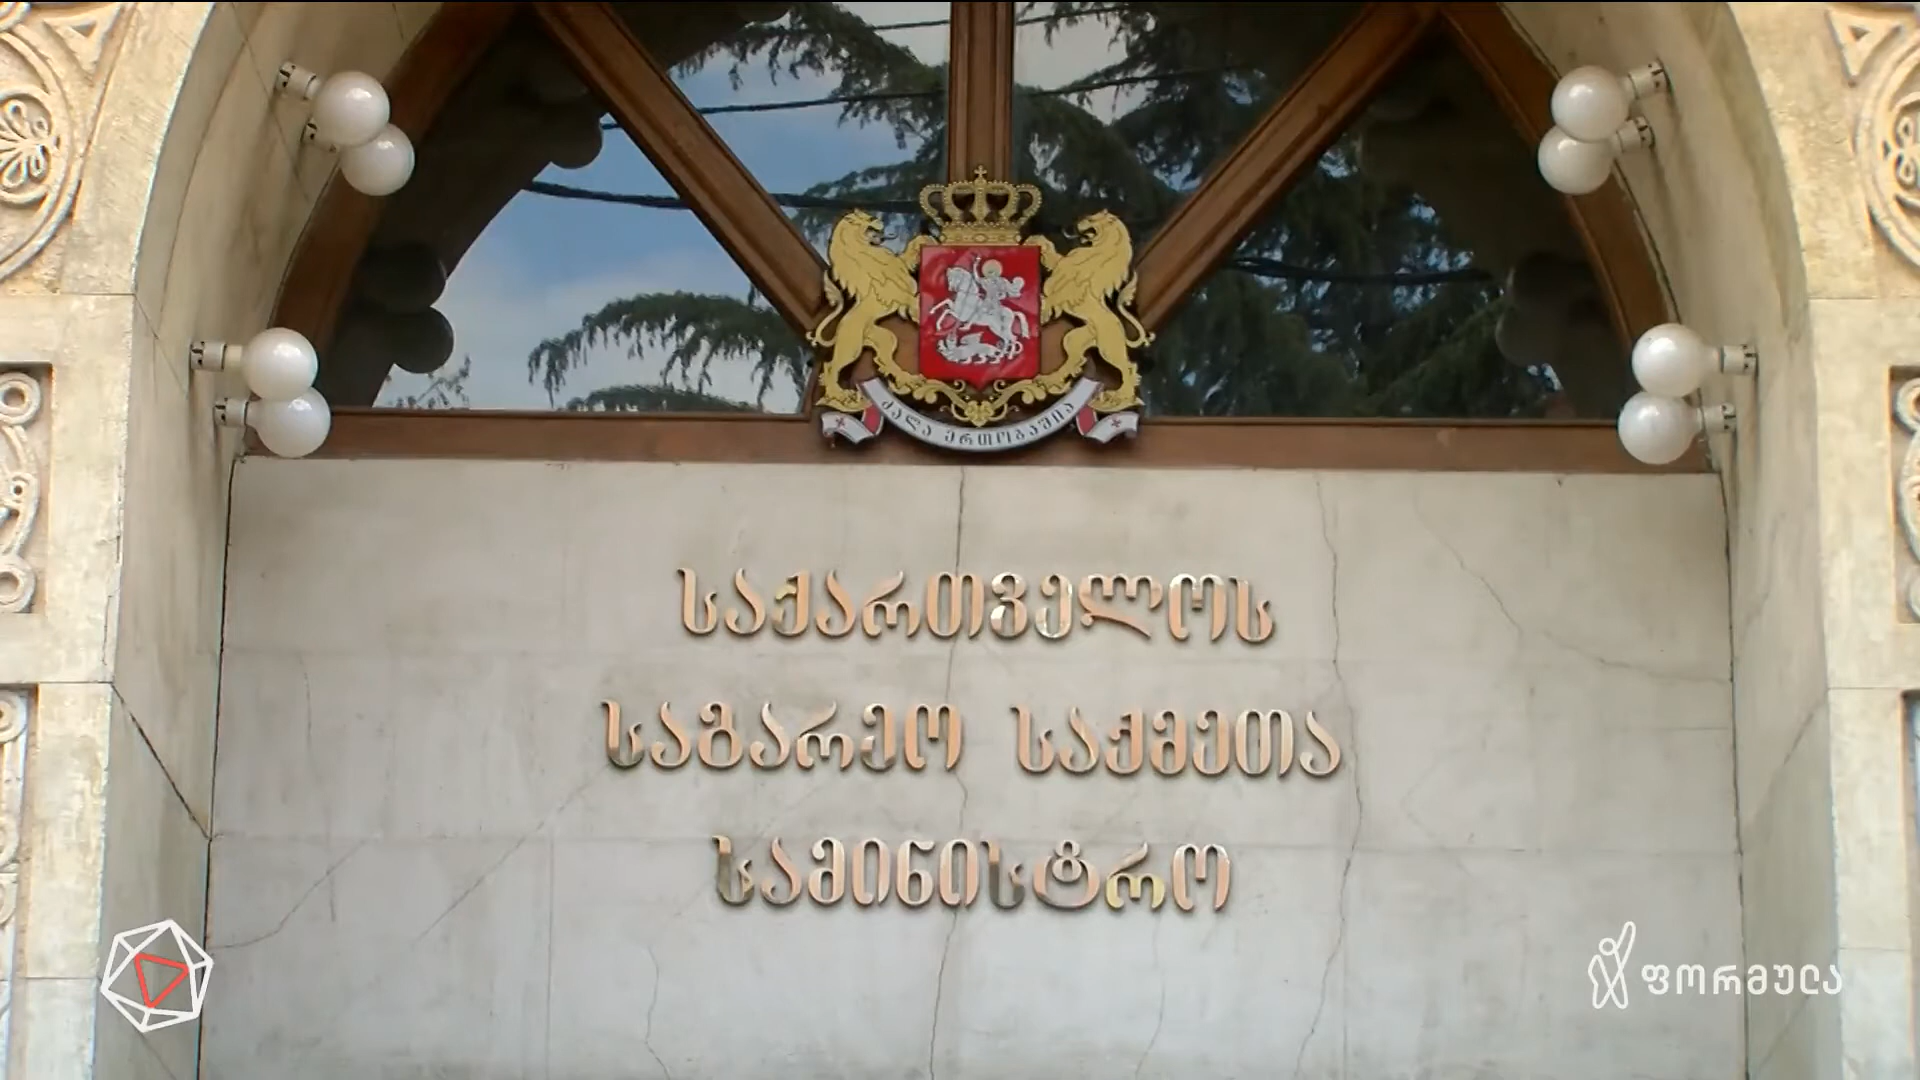 ძალა ერთობაშია
საქართველოს
საგარეო საქმეთა
სამინისტრო
ფორმულა